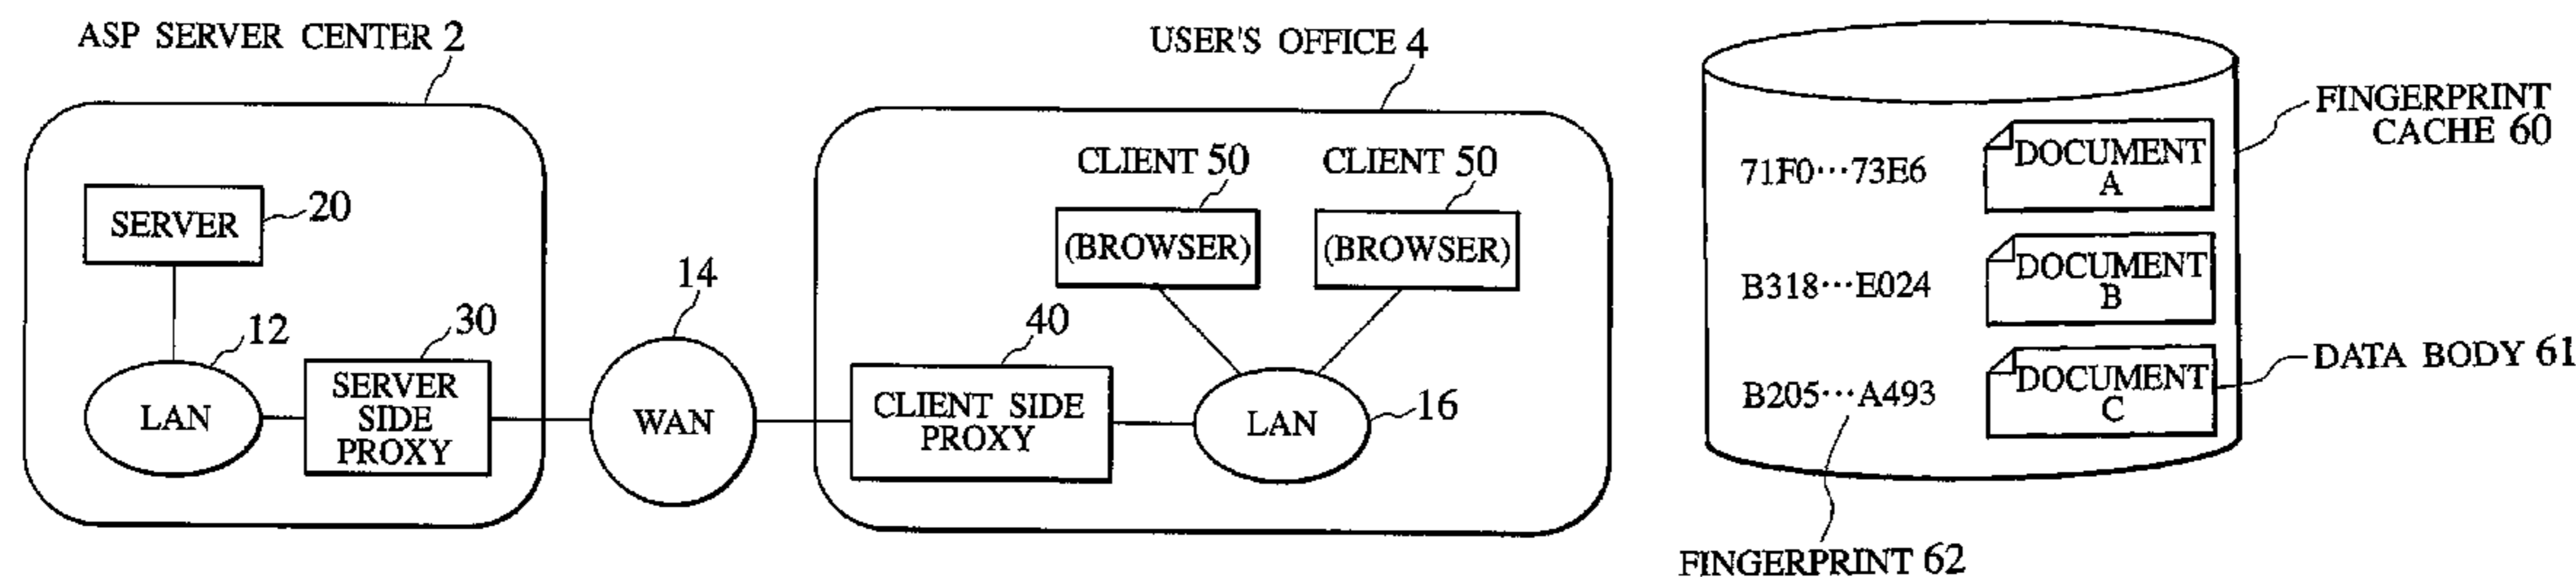 ASP SERVER CENTER 2
SERVER
20
12
LAN
30
SERVER
SIDE
PROXY
14
WAN
USER'S OFFICE 4
CLIENT 50
(BROWSER)
CLIENT 50
(BROWSER)
40
CLIENT SIDE
PROXY
LAN
16
FINGERPRINT
CACHE 60
71F0···73E6
DOCUMENT
A
B318···E024
DOCUMENT
B
B205···A493
DOCUMENT
C
DATA BODY 61
FINGERPRINT 62